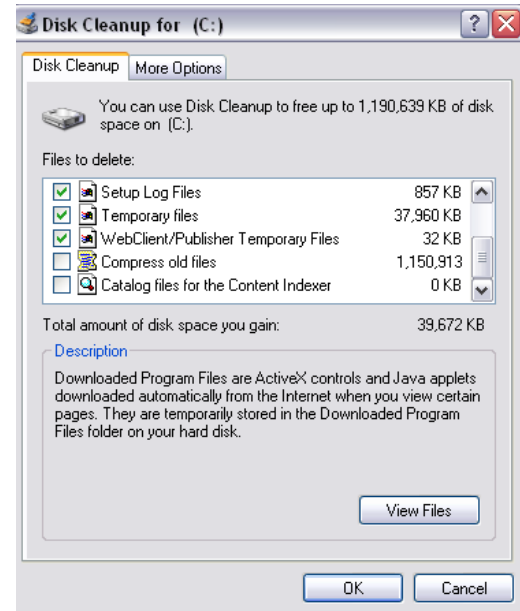 Disk Cleanup for (C:)
Disk Cleanup More Options
You can use Disk Cleanup to free up to 1,190,639 KB of disk
space on (C:).
Files to delete:
Setup Log Files 857 KB
Temporary files 37,960 KB
WebClient/Publisher Temporary Files 32 KB
Compress old files 1,150,913
Catalog files for the Content Indexer 0 KB
Total amount of disk space you gain: 39,672 KB
Description
Downloaded Program Files are ActiveX controls and Java applets
downloaded automatically from the Internet when you view certain
pages. They are temporarily stored in the Downloaded Program
Files folder on your hard disk.
View Files
OK Cancel